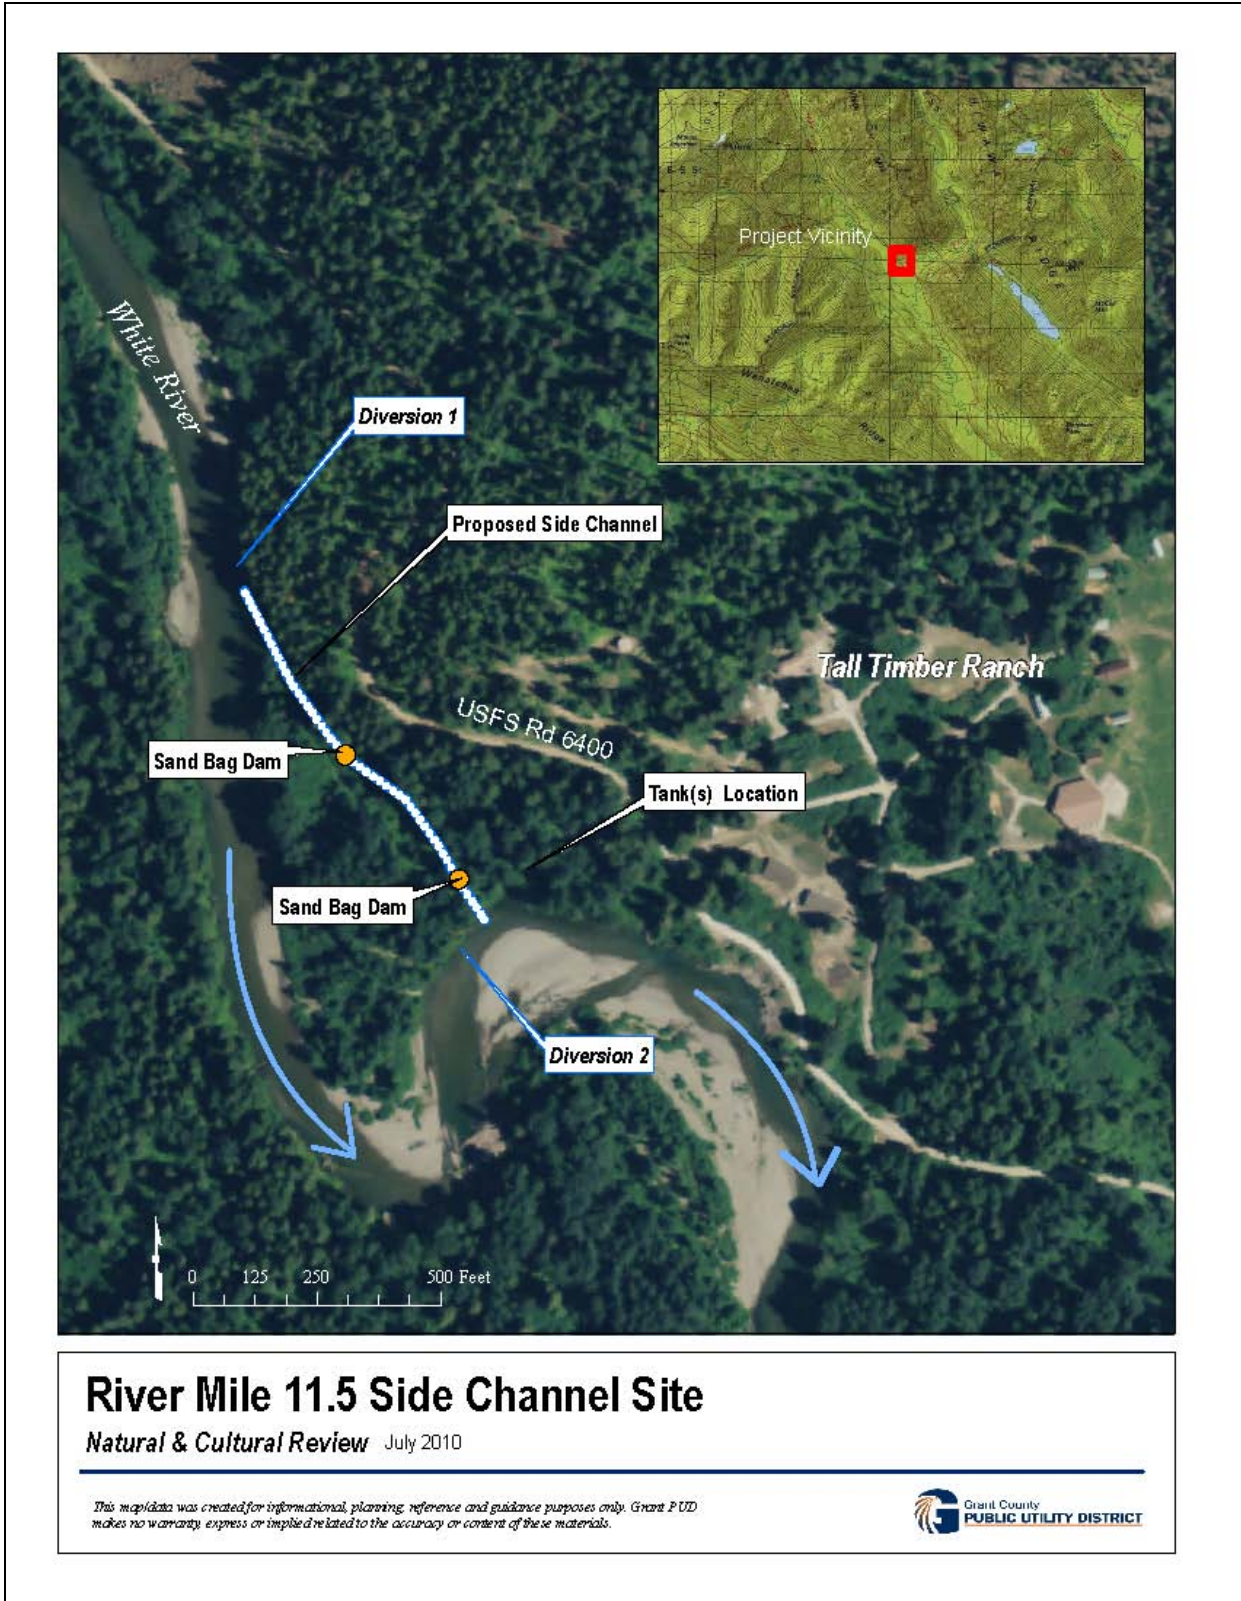 Project Vicinity
Wenatchee
Ridge
White River
Diversion 1
Proposed Side Channel
Tall Timber Ranch
USFS Rd 6400
Sand Bag Dam
Tank(s) Location
Sand Bag Dam
Diversion 2
0 125 250 500 Feet
River Mile 11.5 Side Channel Site
Natural & Cultural Review July 2010
This map/data was created for informational, planning, reference and guidance purposes only. Grant PUD
makes no warranty, express or implied related to the accuracy or content of these materials.
Grant County
PUBLIC UTILITY DISTRICT